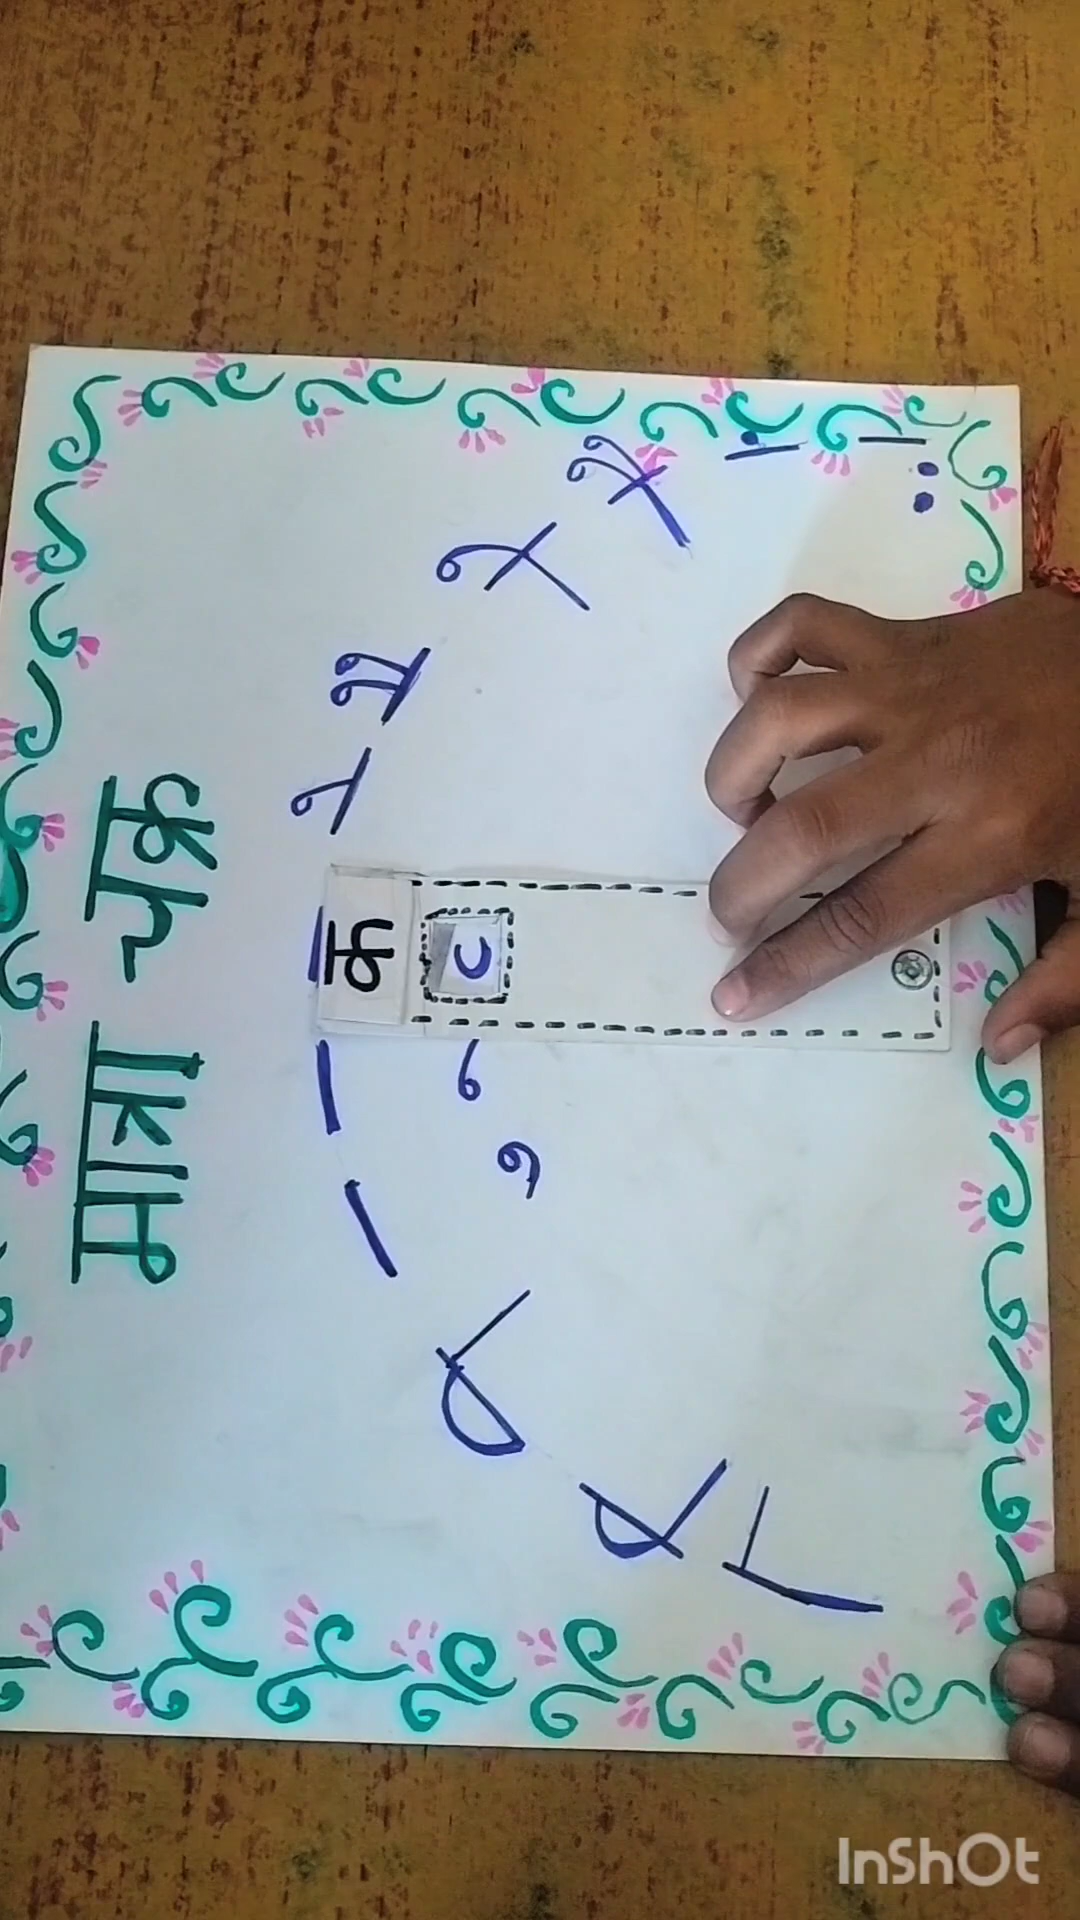 मात्रा चक्र
ा ि ी ु ू ृ े ै ो ौ ं ः
क
InShOt